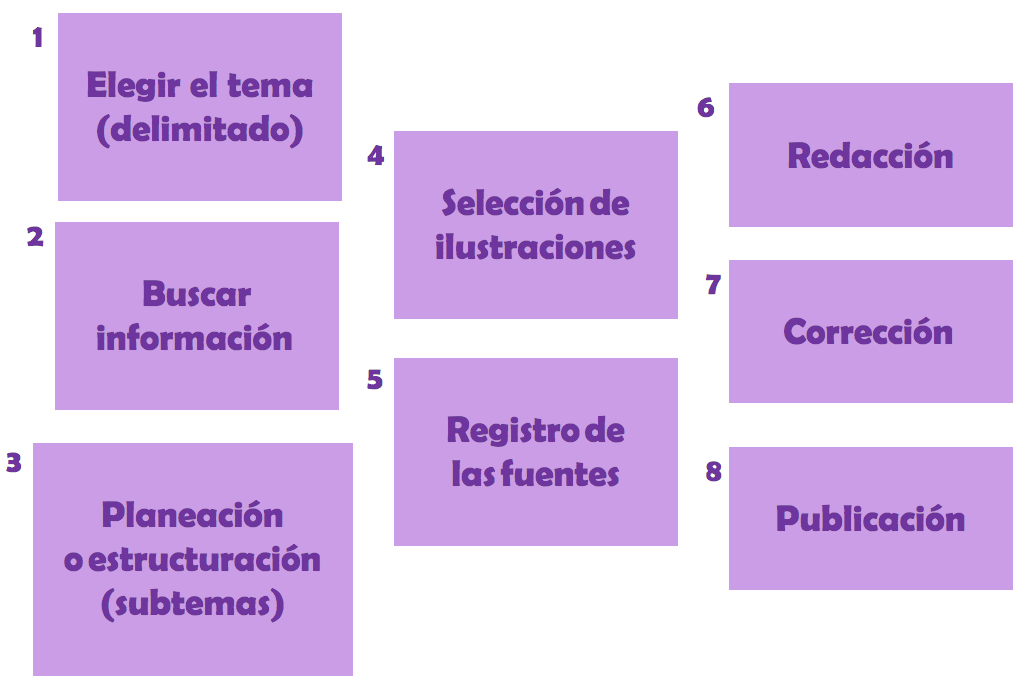 1
Elegir el tema
(delimitado)
2
Buscar
información
3
Planeación
o estructuración
(subtemas)
4
Selección de
ilustraciones
5
Registro de
las fuentes
6
Redacción
7
Corrección
8
Publicación